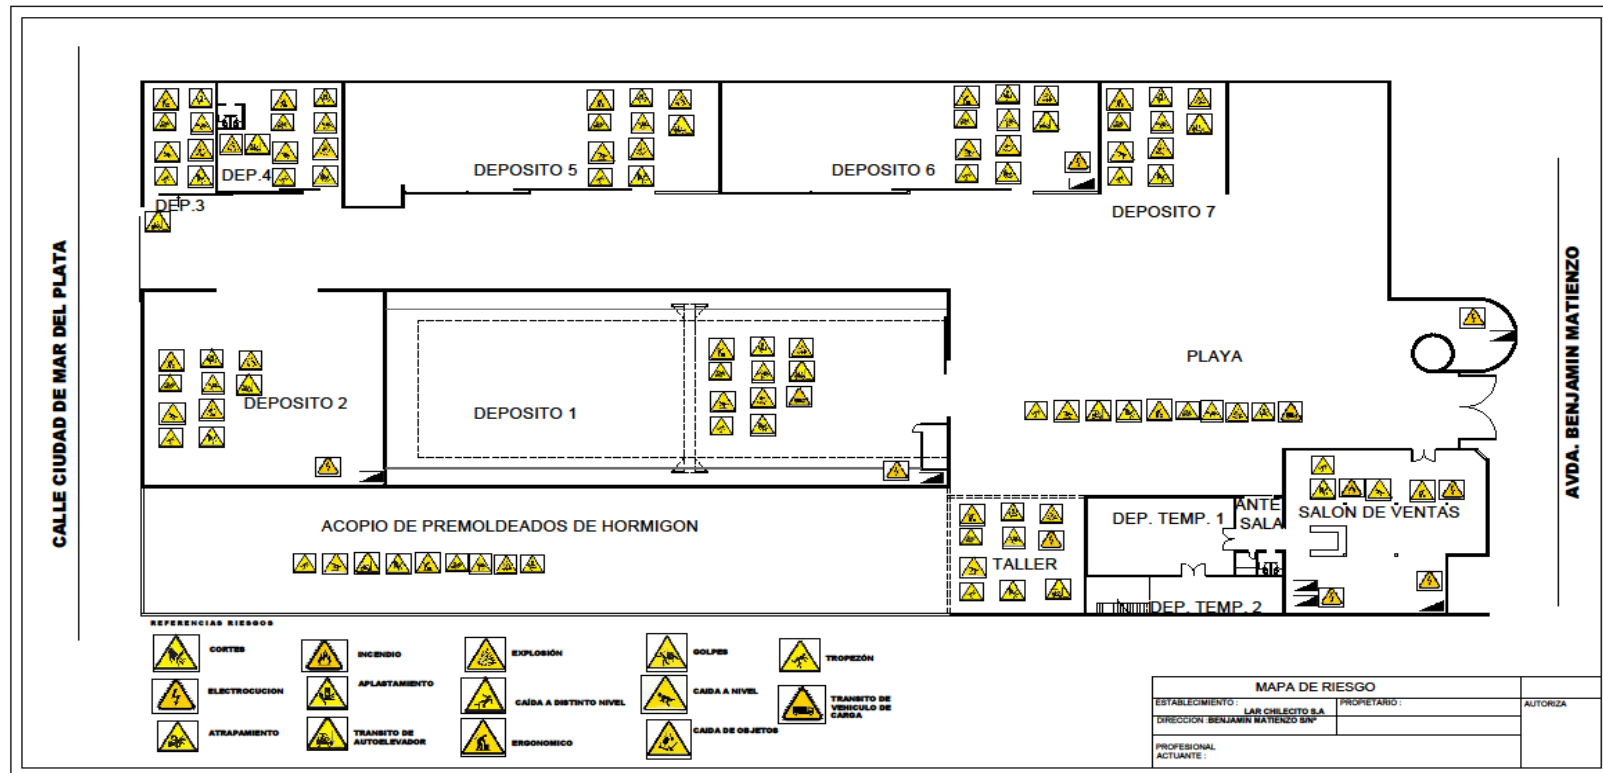 CALLE CIUDAD DE MAR DEL PLATA
DEP.3
DEP.4
DEPOSITO 5
DEPOSITO 6
DEPOSITO 7
AVDA. BENJAMIN MATIENZO
DEPOSITO 2
DEPOSITO 1
PLAYA
ACOPIO DE PREMOLDEADOS DE HORMIGON
TALLER
DEP. TEMP. 1
ANTE
SALA
SALON DE VENTAS
DEP. TEMP. 2
REFERENCIAS RIESGOS
CORTES
INCENDIO
EXPLOSIÓN
GOLPES
TROPEZÓN
ELECTROCUCION
APLASTAMIENTO
CAÍDA A DISTINTO NIVEL
CAIDA A NIVEL
TRANSITO DE
VEHICULO DE
CARGA
ATRAPAMIENTO
TRANSITO DE
AUTOELEVADOR
ERGONOMICO
CAIDA DE OBJETOS
MAPA DE RIESGO
ESTABLECIMIENTO :
LAR CHILECITO S.A
PROPIETARIO :
AUTORIZA
DIRECCION :BENJAMIN MATIENZO S/Nº
PROFESIONAL
ACTUANTE :